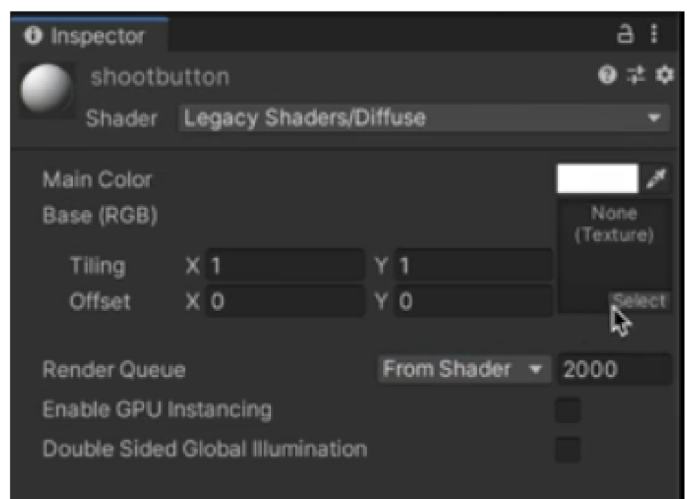 Inspector
shootbutton
Shader Legacy Shaders/Diffuse
Main Color
Base (RGB)
None
(Texture)
Tiling X 1 Y 1
Offset X 0 Y 0
Select
Render Queue From Shader 2000
Enable GPU Instancing
Double Sided Global Illumination